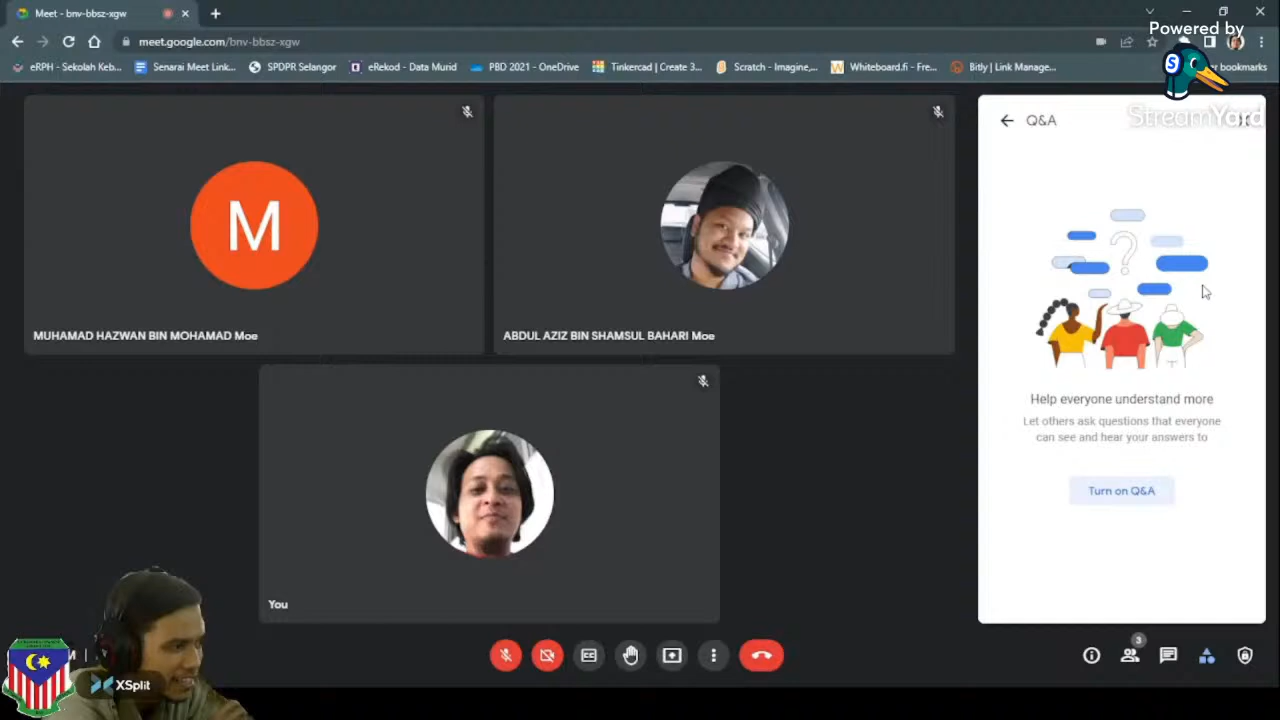 Meet - bnv-bbsz-xgw
meet.google.com/bnv-bbsz-xgw
Powered by
eRPH - Sekolah Keb...
Senarai Meet Link...
SPDPR Selangor
eRekod - Data Murid
PBD 2021 - OneDrive
Tinkercad | Create 3...
Scratch - Imagine,...
Whiteboard.fi - Fre...
Bitly | Link Manage...
bookmarks
StreamYard
Q&A
M
MUHAMAD HAZWAN BIN MOHAMAD Moe
ABDUL AZIZ BIN SHAMSUL BAHARI Moe
You
Help everyone understand more
Let others ask questions that everyone
can see and hear your answers to
Turn on Q&A
3
XSplit